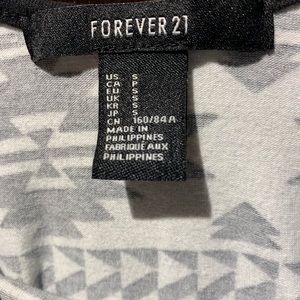 FOREVER 21
US S
CA P
EU S
UK S
KR S
JP S
CN 160/84A
MADE IN
PHILIPPINES
FABRIQUÉ AUX
PHILIPPINES